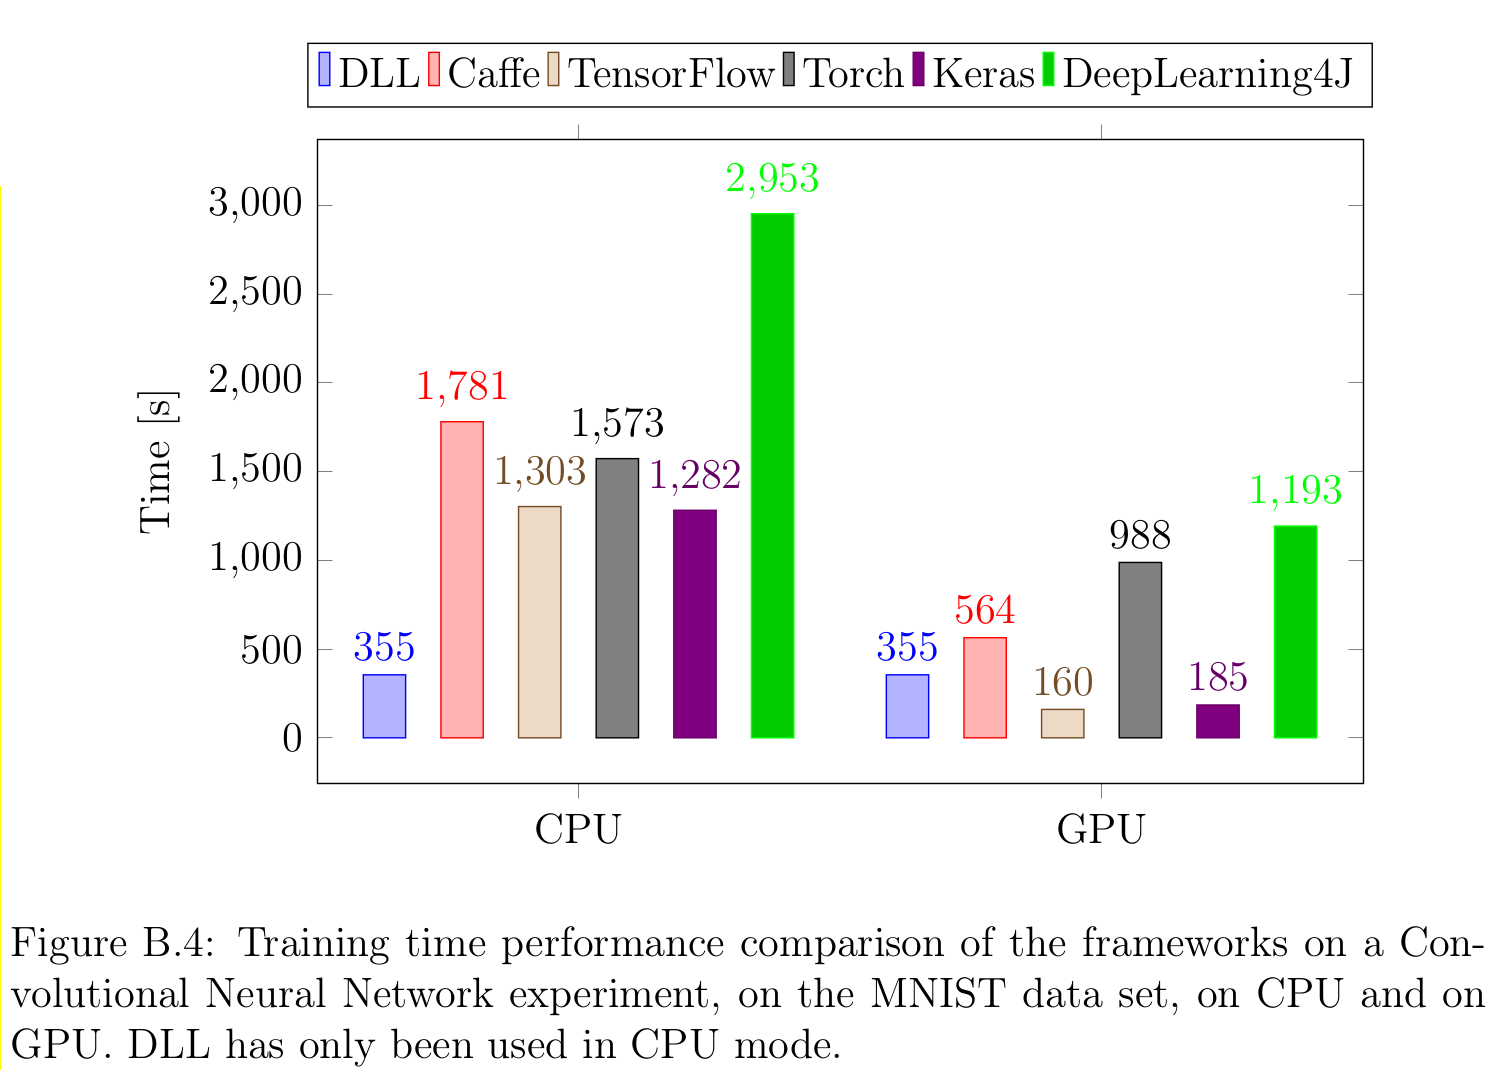 DLL Caffe TensorFlow Torch Keras DeepLearning4J
2,953
3,000
2,500
2,000
1,781
1,573
1,500
1,303
1,282
1,193
1,000
988
564
500
355
355
160
185
0
Time [s]
CPU
GPU
Figure B.4: Training time performance comparison of the frameworks on a Con-
volutional Neural Network experiment, on the MNIST data set, on CPU and on
GPU. DLL has only been used in CPU mode.